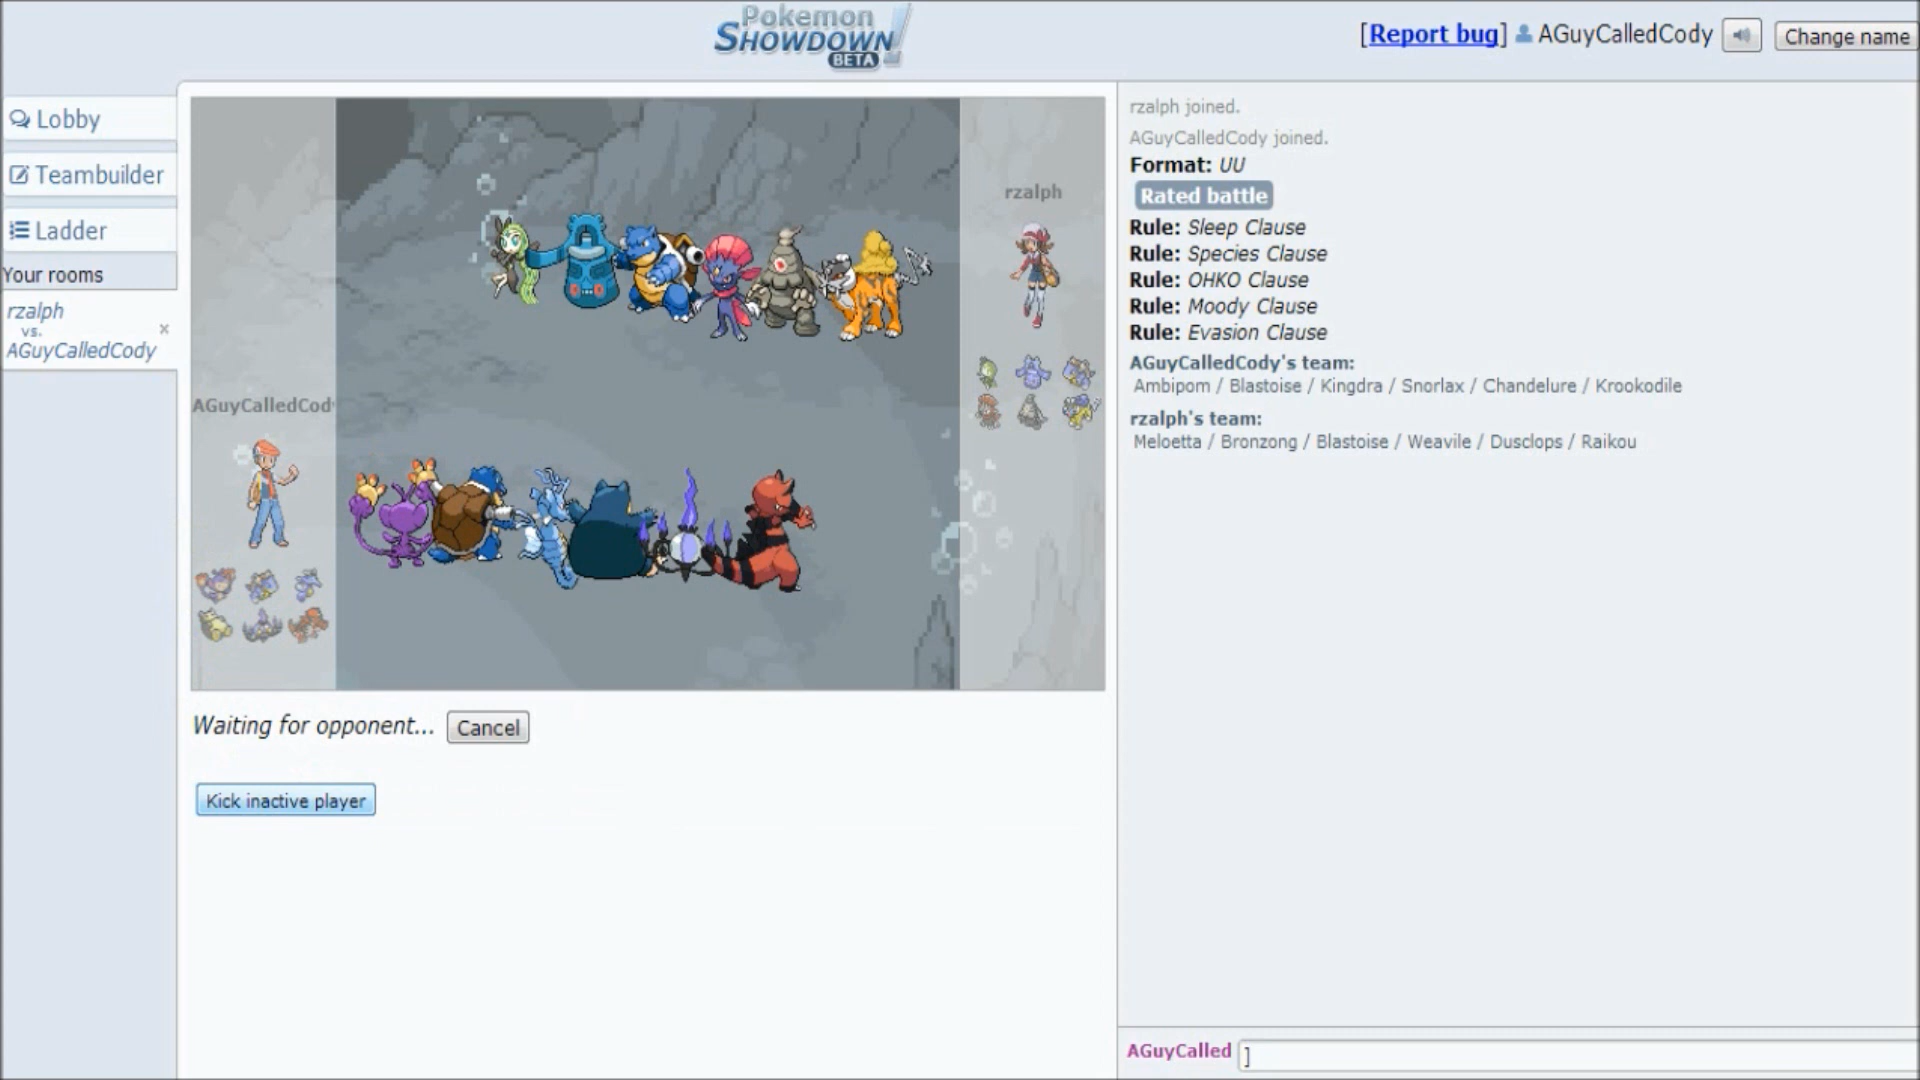 Pokemon
SHOWDOWN!
BETA
[Report bug] AGuyCalledCody
Change name
Lobby
Teambuilder
Ladder
Your rooms
rzalph
vs.
AGuyCalledCody
×
rzalph
AGuyCalledCod
Waiting for opponent...
Cancel
Kick inactive player
rzalph joined.
AGuyCalledCody joined.
Format: UU
Rated battle
Rule: Sleep Clause
Rule: Species Clause
Rule: OHKO Clause
Rule: Moody Clause
Rule: Evasion Clause
AGuyCalledCody's team:
Ambipom / Blastoise / Kingdra / Snorlax / Chandelure / Krookodile
rzalph's team:
Meloetta / Bronzong / Blastoise / Weavile / Dusclops / Raikou
AGuyCalled ]